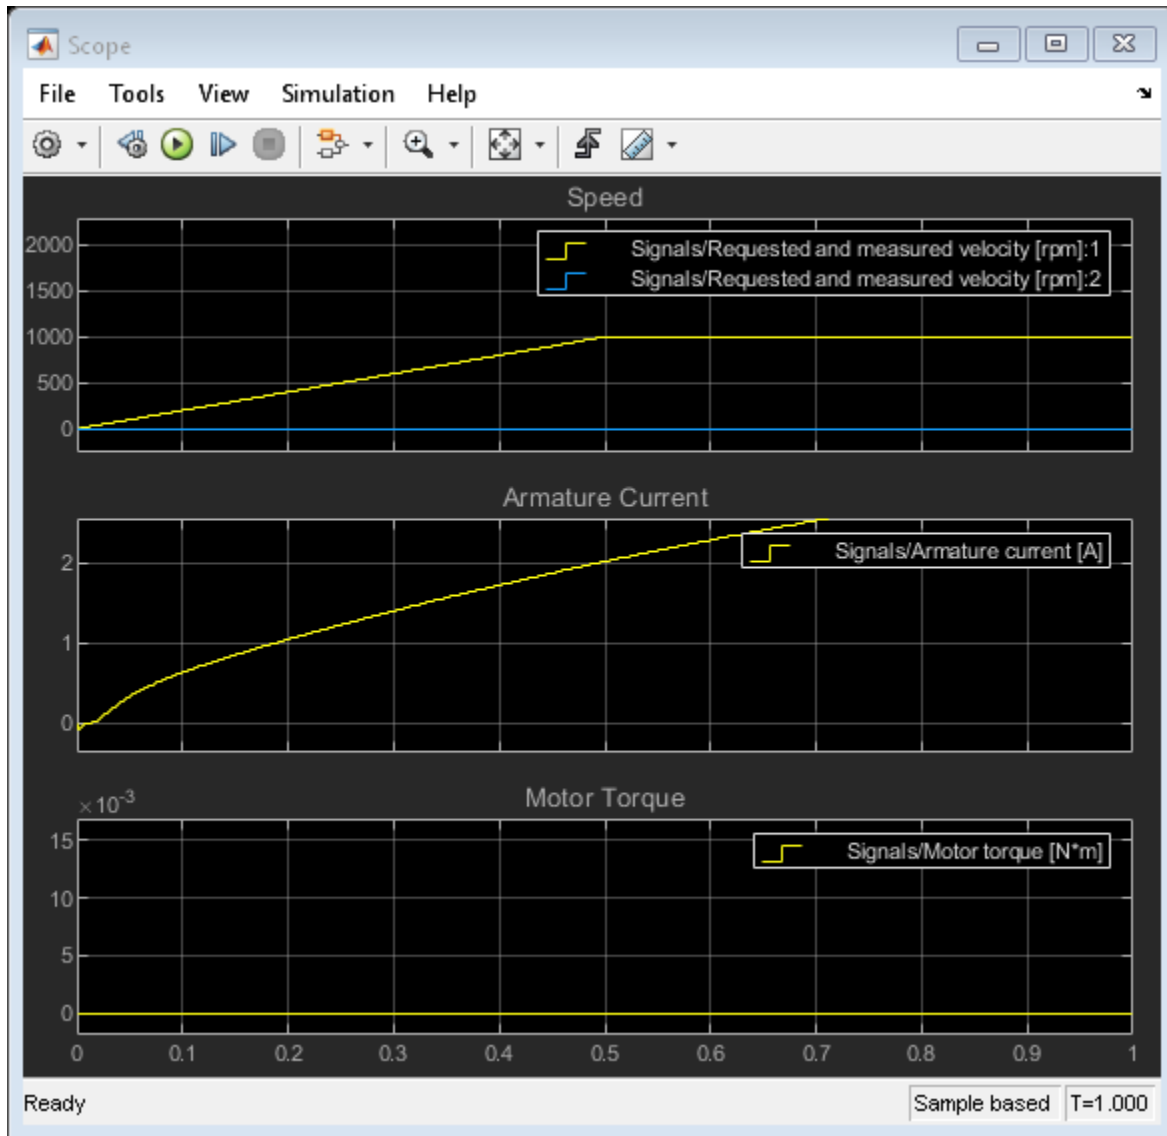 Scope
File Tools View Simulation Help
Speed
2000
1500
1000
500
0
Signals/Requested and measured velocity [rpm]:1
Signals/Requested and measured velocity [rpm]:2
Armature Current
2
1
0
Signals/Armature current [A]
Motor Torque
×10-3
15
10
5
0
Signals/Motor torque [N*m]
0 0.1 0.2 0.3 0.4 0.5 0.6 0.7 0.8 0.9 1
Ready Sample based T=1.000